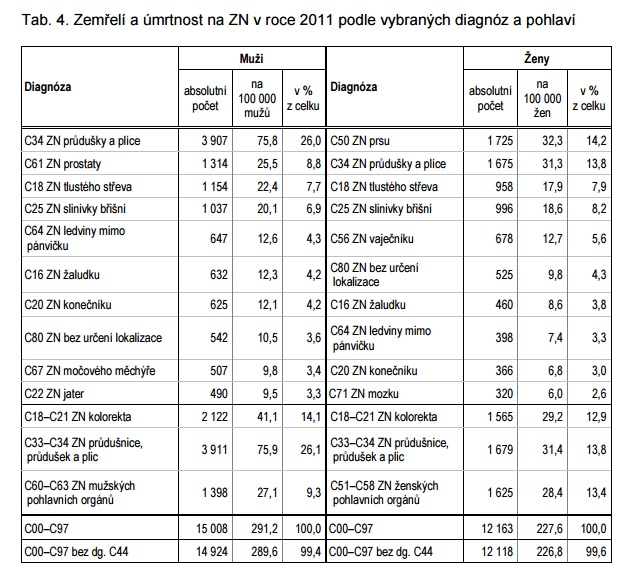 Tab. 4. Zemřelí a úmrtnost na ZN v roce 2011 podle vybraných diagnóz a pohlaví
Diagnóza Muži Diagnóza Ženy
absolutní počet na 100 000 mužů v % z celku absolutní počet na 100 000 žen v % z celku
C34 ZN průdušky a plíce 3 907 75,8 26,0 C50 ZN prsu 1 725 32,3 14,2
C61 ZN prostaty 1 314 25,5 8,8 C34 ZN průdušky a plíce 1 675 31,3 13,8
C18 ZN tlustého střeva 1 154 22,4 7,7 C18 ZN tlustého střeva 958 17,9 7,9
C25 ZN slinivky břišní 1 037 20,1 6,9 C25 ZN slinivky břišní 996 18,6 8,2
C64 ZN ledviny mimo pánvičku 647 12,6 4,3 C56 ZN vaječníku 678 12,7 5,6
C16 ZN žaludku 632 12,3 4,2 C80 ZN bez určení lokalizace 525 9,8 4,3
C20 ZN konečníku 625 12,1 4,2 C16 ZN žaludku 460 8,6 3,8
C80 ZN bez určení lokalizace 542 10,5 3,6 C64 ZN ledviny mimo pánvičku 398 7,4 3,3
C67 ZN močového měchýře 507 9,8 3,4 C20 ZN konečníku 366 6,8 3,0
C22 ZN jater 490 9,5 3,3 C71 ZN mozku 320 6,0 2,6
C18–C21 ZN kolorekta 2 122 41,1 14,1 C18–C21 ZN kolorekta 1 565 29,2 12,9
C33–C34 ZN průdušnice, průdušek a plic 3 911 75,9 26,1 C33–C34 ZN průdušnice, průdušek a plic 1 679 31,4 13,8
C60–C63 ZN mužských pohlavních orgánů 1 398 27,1 9,3 C51–C58 ZN ženských pohlavních orgánů 1 625 28,4 13,4
C00–C97 15 008 291,2 100,0 C00–C97 12 163 227,6 100,0
C00–C97 bez dg. C44 14 924 289,6 99,4 C00–C97 bez dg. C44 12 118 226,8 99,6